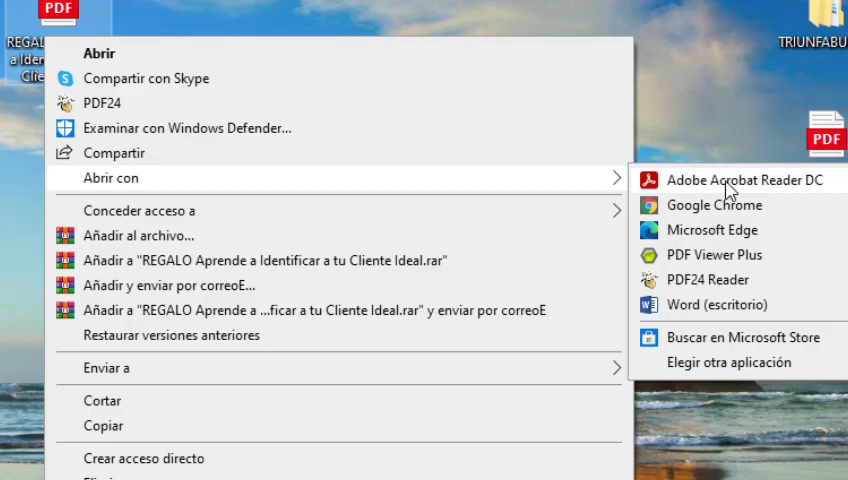 PDF
REGAL
a Iden
Clie
Abrir
Compartir con Skype
PDF24
Examinar con Windows Defender...
Compartir
Abrir con
Conceder acceso a
Añadir al archivo...
Añadir a "REGALO Aprende a Identificar a tu Cliente Ideal.rar"
Añadir y enviar por correoE...
Añadir a "REGALO Aprende a ...ficar a tu Cliente Ideal.rar" y enviar por correoE
Restaurar versiones anteriores
Enviar a
Cortar
Copiar
Crear acceso directo
Adobe Acrobat Reader DC
Google Chrome
Microsoft Edge
PDF Viewer Plus
PDF24 Reader
Word (escritorio)
Buscar en Microsoft Store
Elegir otra aplicación
TRIUNFABU
PDF